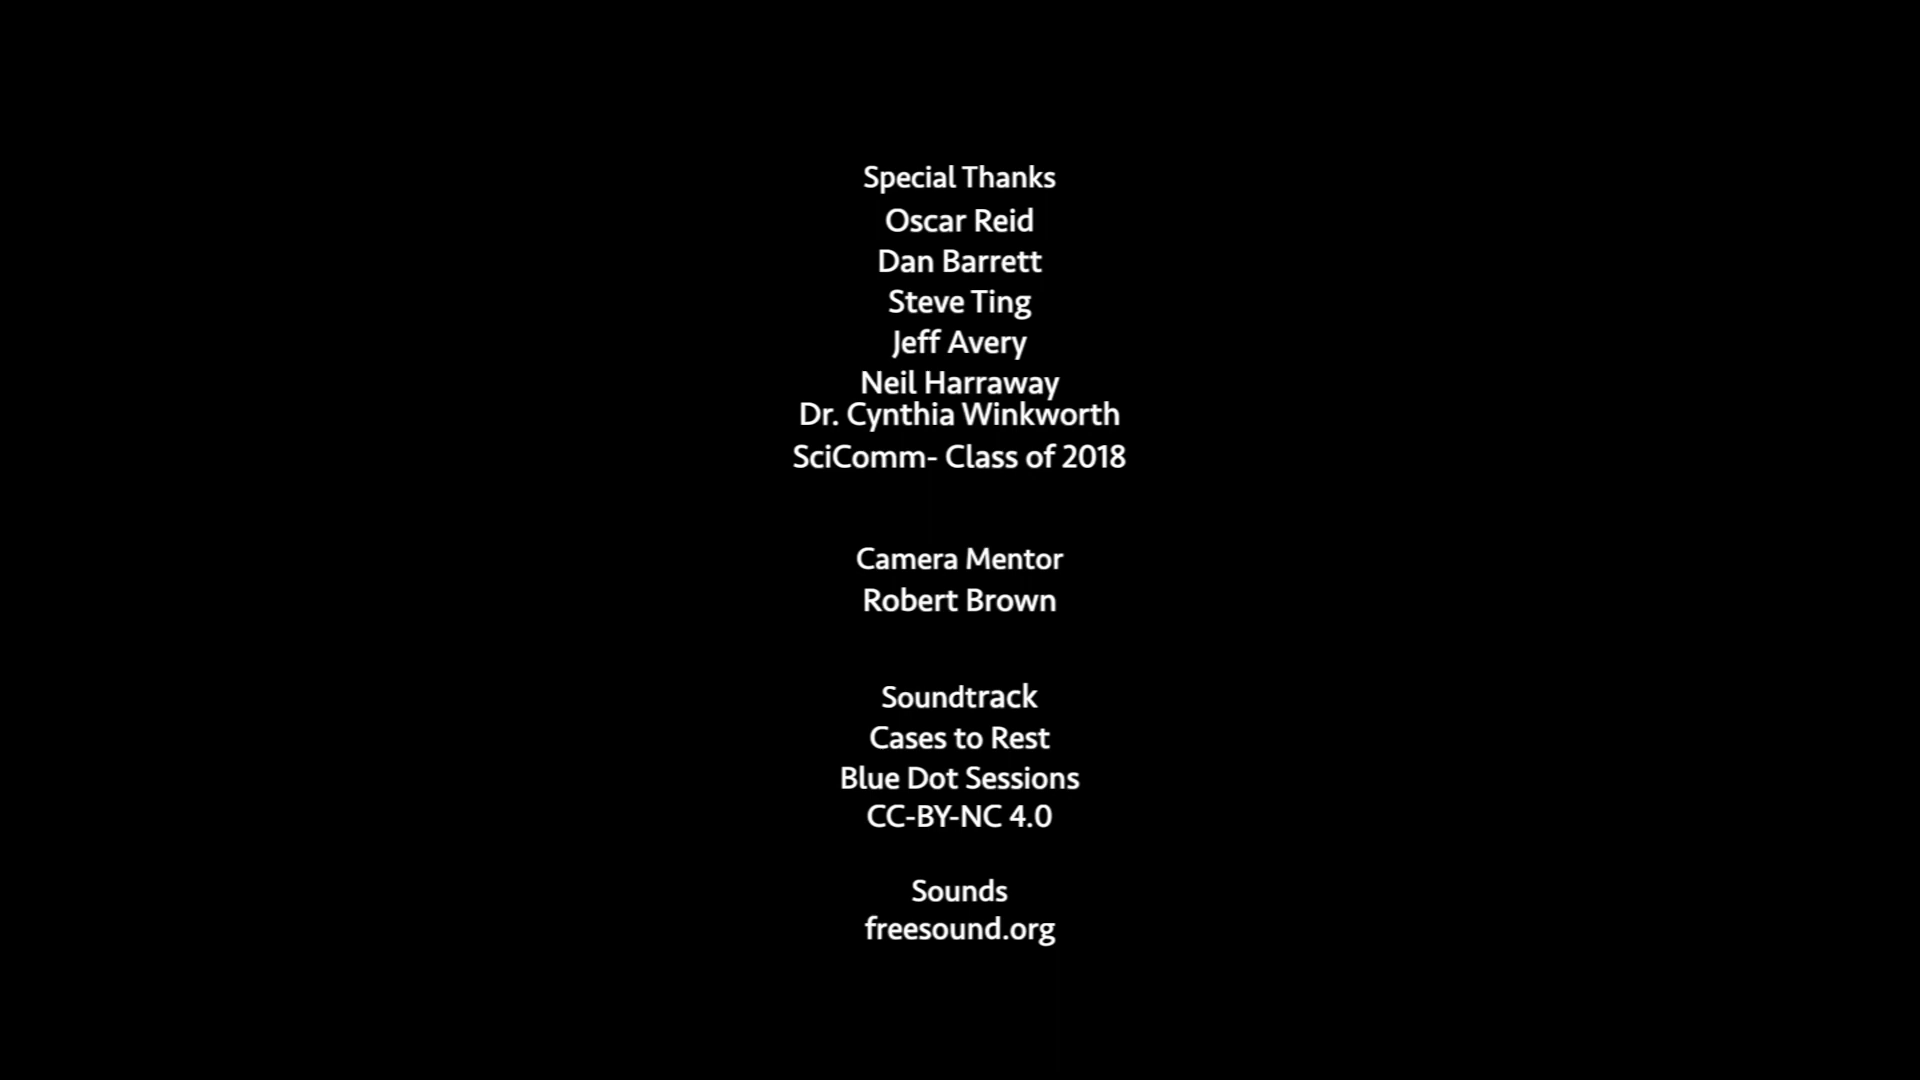 Special Thanks
Oscar Reid
Dan Barrett
Steve Ting
Jeff Avery
Neil Harraway
Dr. Cynthia Winkworth
SciComm- Class of 2018
Camera Mentor
Robert Brown
Soundtrack
Cases to Rest
Blue Dot Sessions
CC-BY-NC 4.0
Sounds
freesound.org